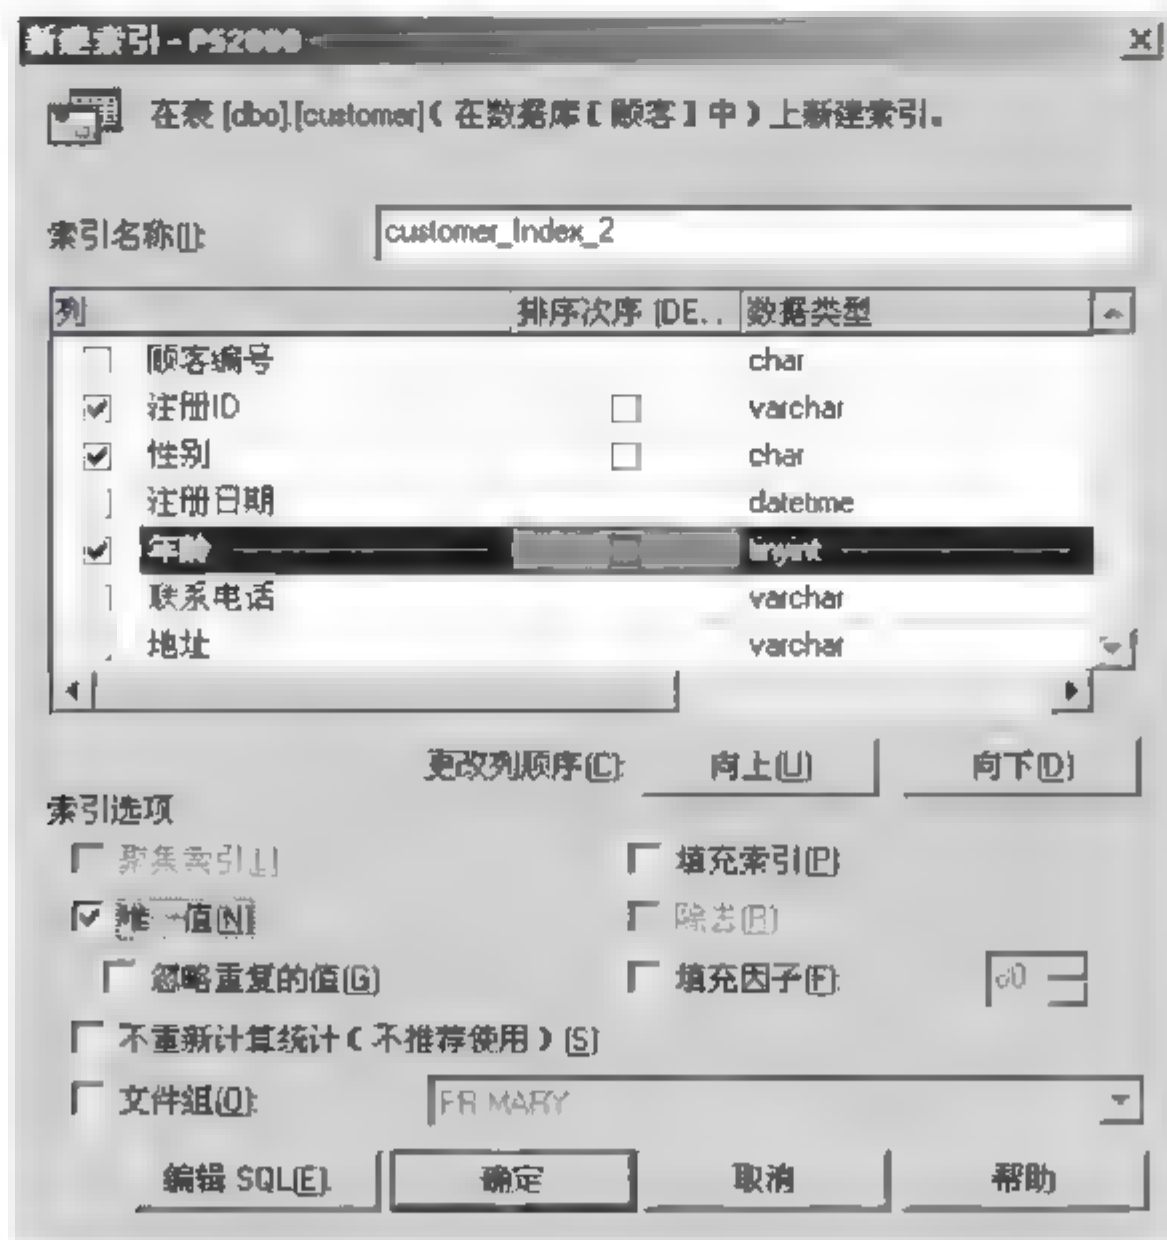 新建索引 - PS2000
在表 [dbo].[customer]（在数据库【顾客】中）上新建索引。
索引名称(I): customer_Index_2
列 排序次序 (DE... 数据类型
顾客编号 char
注册ID varchar
性别 char
注册日期 datetime
年龄 tinyint
联系电话 varchar
地址 varchar
更改列顺序(C): 向上(U) 向下(D)
索引选项
聚集索引(L) 填充索引(P)
惟一值(N) 除去(R)
忽略重复的值(G) 填充因子(F):
不重新计算统计（不推荐使用）(S)
文件组(O): PRIMARY
编辑 SQL(E). 确定 取消 帮助